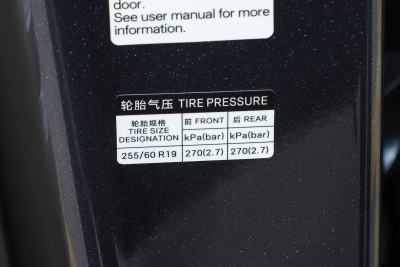 door.
See user manual for more
information.
轮胎气压 TIRE PRESSURE
轮胎规格
TIRE SIZE
DESIGNATION
前 FRONT
kPa(bar)
后 REAR
kPa(bar)
255/60 R19
270(2.7)
270(2.7)